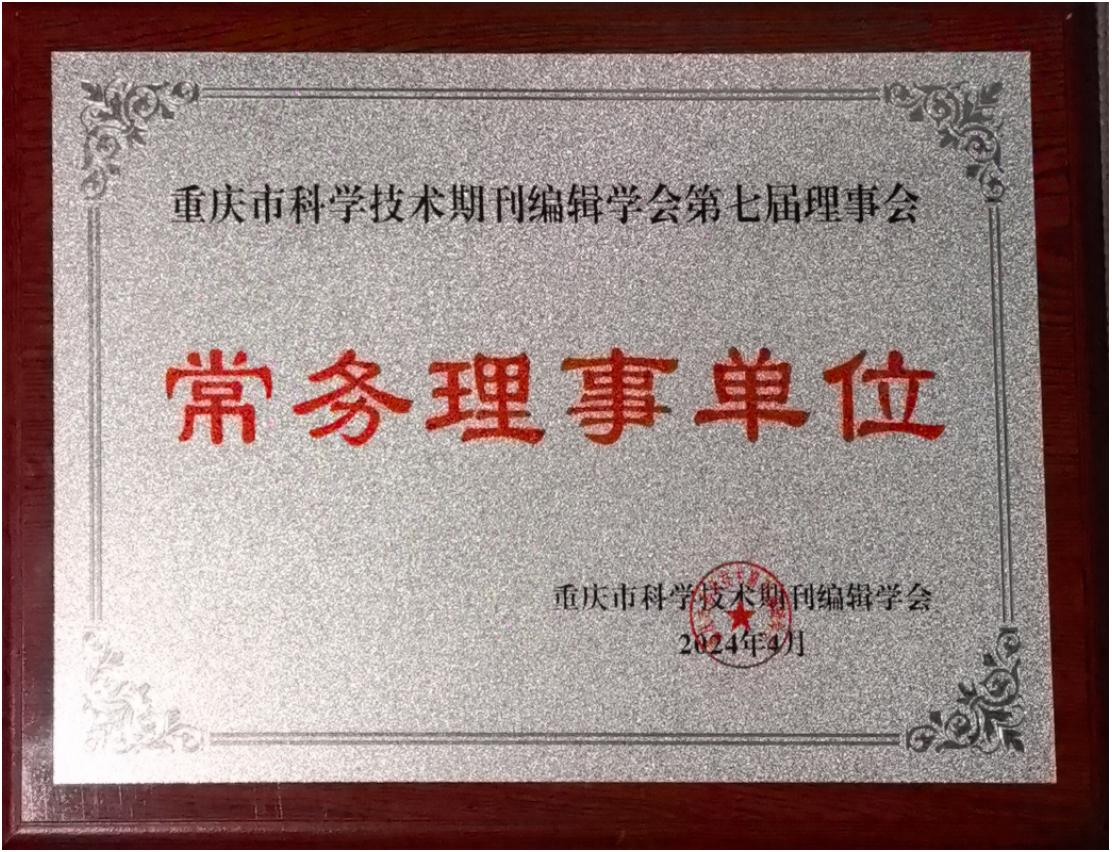 重庆市科学技术期刊编辑学会第七届理事会
常务理事单位
重庆市科学技术期刊编辑学会
2024年4月